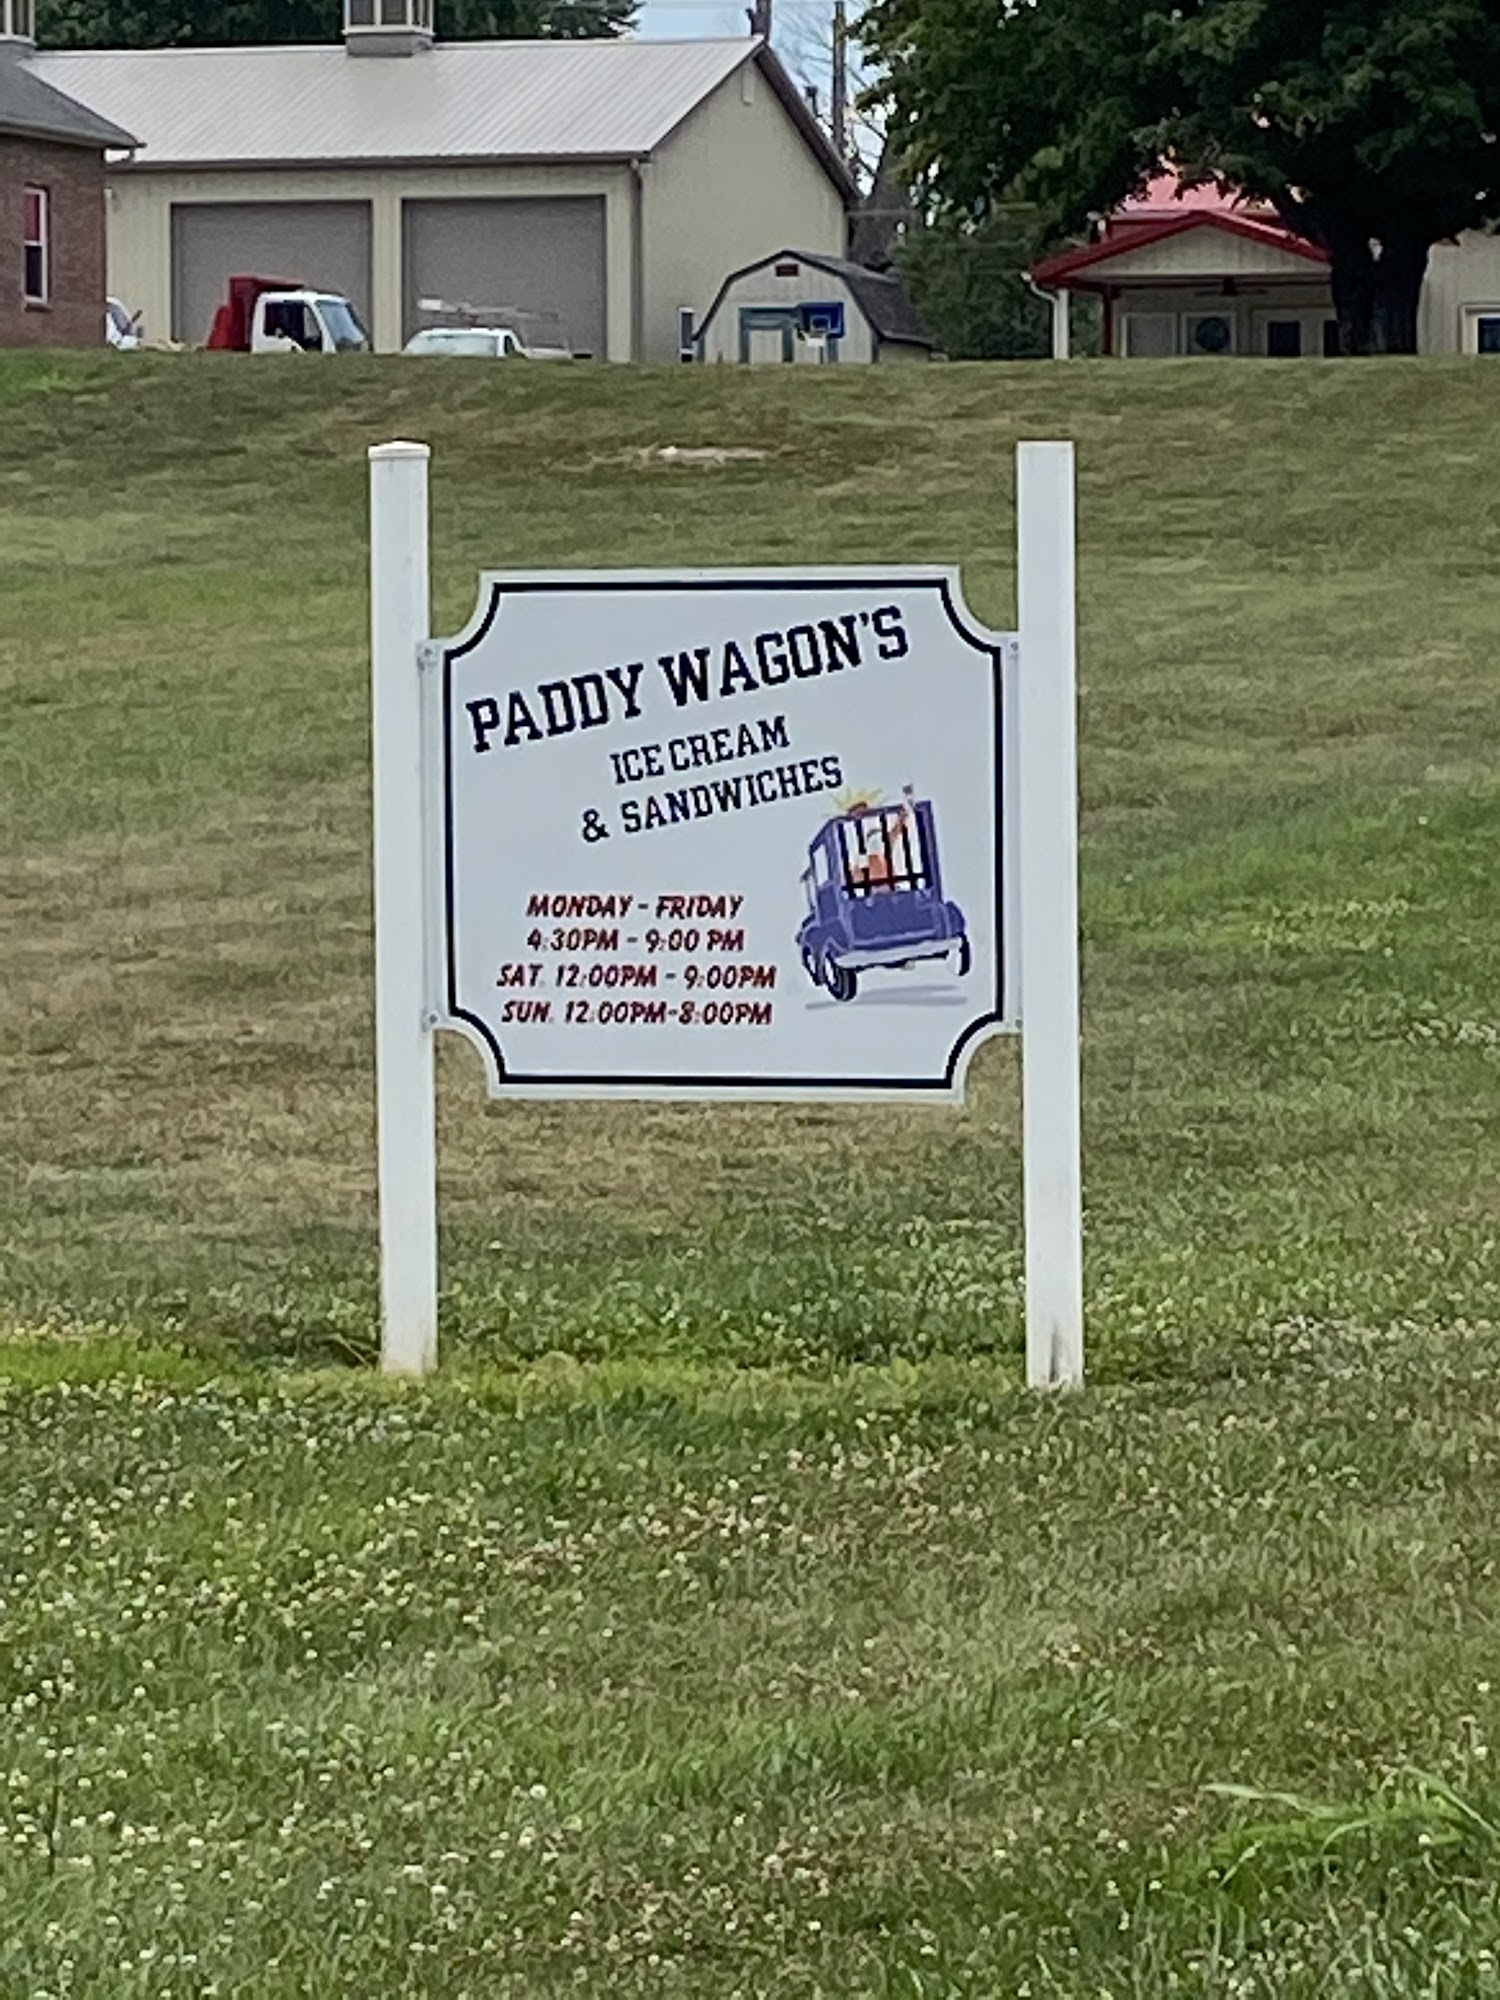 PADDY WAGON'S
ICE CREAM
& SANDWICHES
MONDAY - FRIDAY
4:30PM - 9:00 PM
SAT. 12:00PM - 9:00PM
SUN. 12:00PM-8:00PM